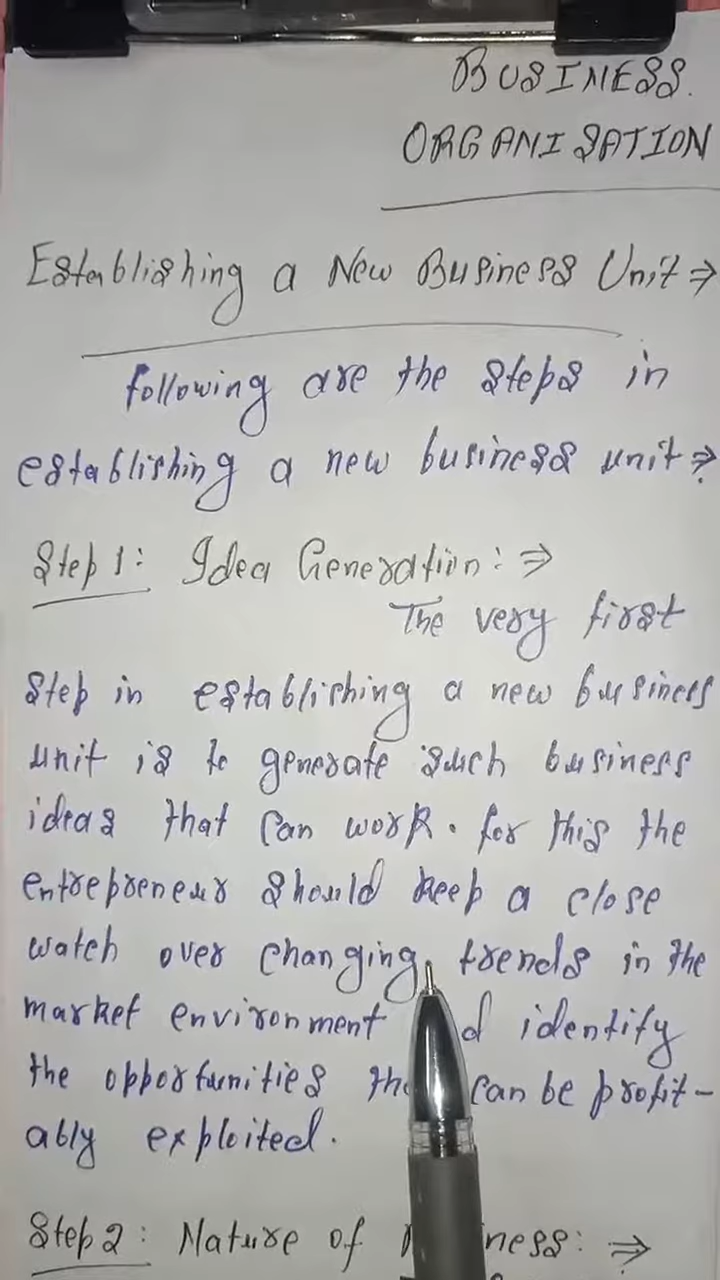 BUSINESS.
ORGANISATION
Establishing a New Business Unit ⇒
following are the steps in
establishing a new business unit ⇒
Step 1: Idea Generation: ⇒
The very first
Step in establishing a new business
unit is to generate such business
ideas that can work. for this the
entrepreneur should keep a close
watch over changing trends in the
market environment identify
the opportunities can be profit-
ably exploited.
Step 2: Nature of : ⇒